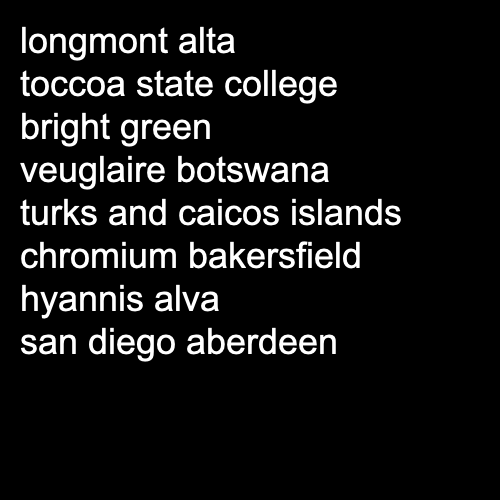 longmont alta
toccoa state college
bright green
veuglaire botswana
turks and caicos islands
chromium bakersfield
hyannis alva
san diego aberdeen